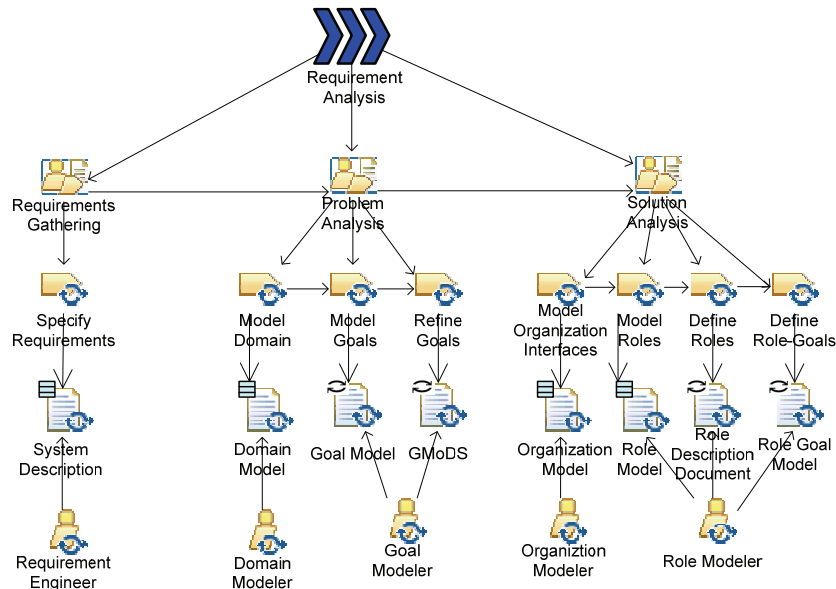 Requirement
Analysis
Requirements
Gathering
Problem
Analysis
Solution
Analysis
Specify
Requirements
Model
Domain
Model
Goals
Refine
Goals
Model
Organization
Interfaces
Model
Roles
Define
Roles
Define
Role-Goals
System
Description
Domain
Model
Goal Model
GMoDS
Organization
Model
Role
Model
Role
Description
Document
Role Goal
Model
Requirement
Engineer
Domain
Modeler
Goal
Modeler
Organiztion
Modeler
Role Modeler